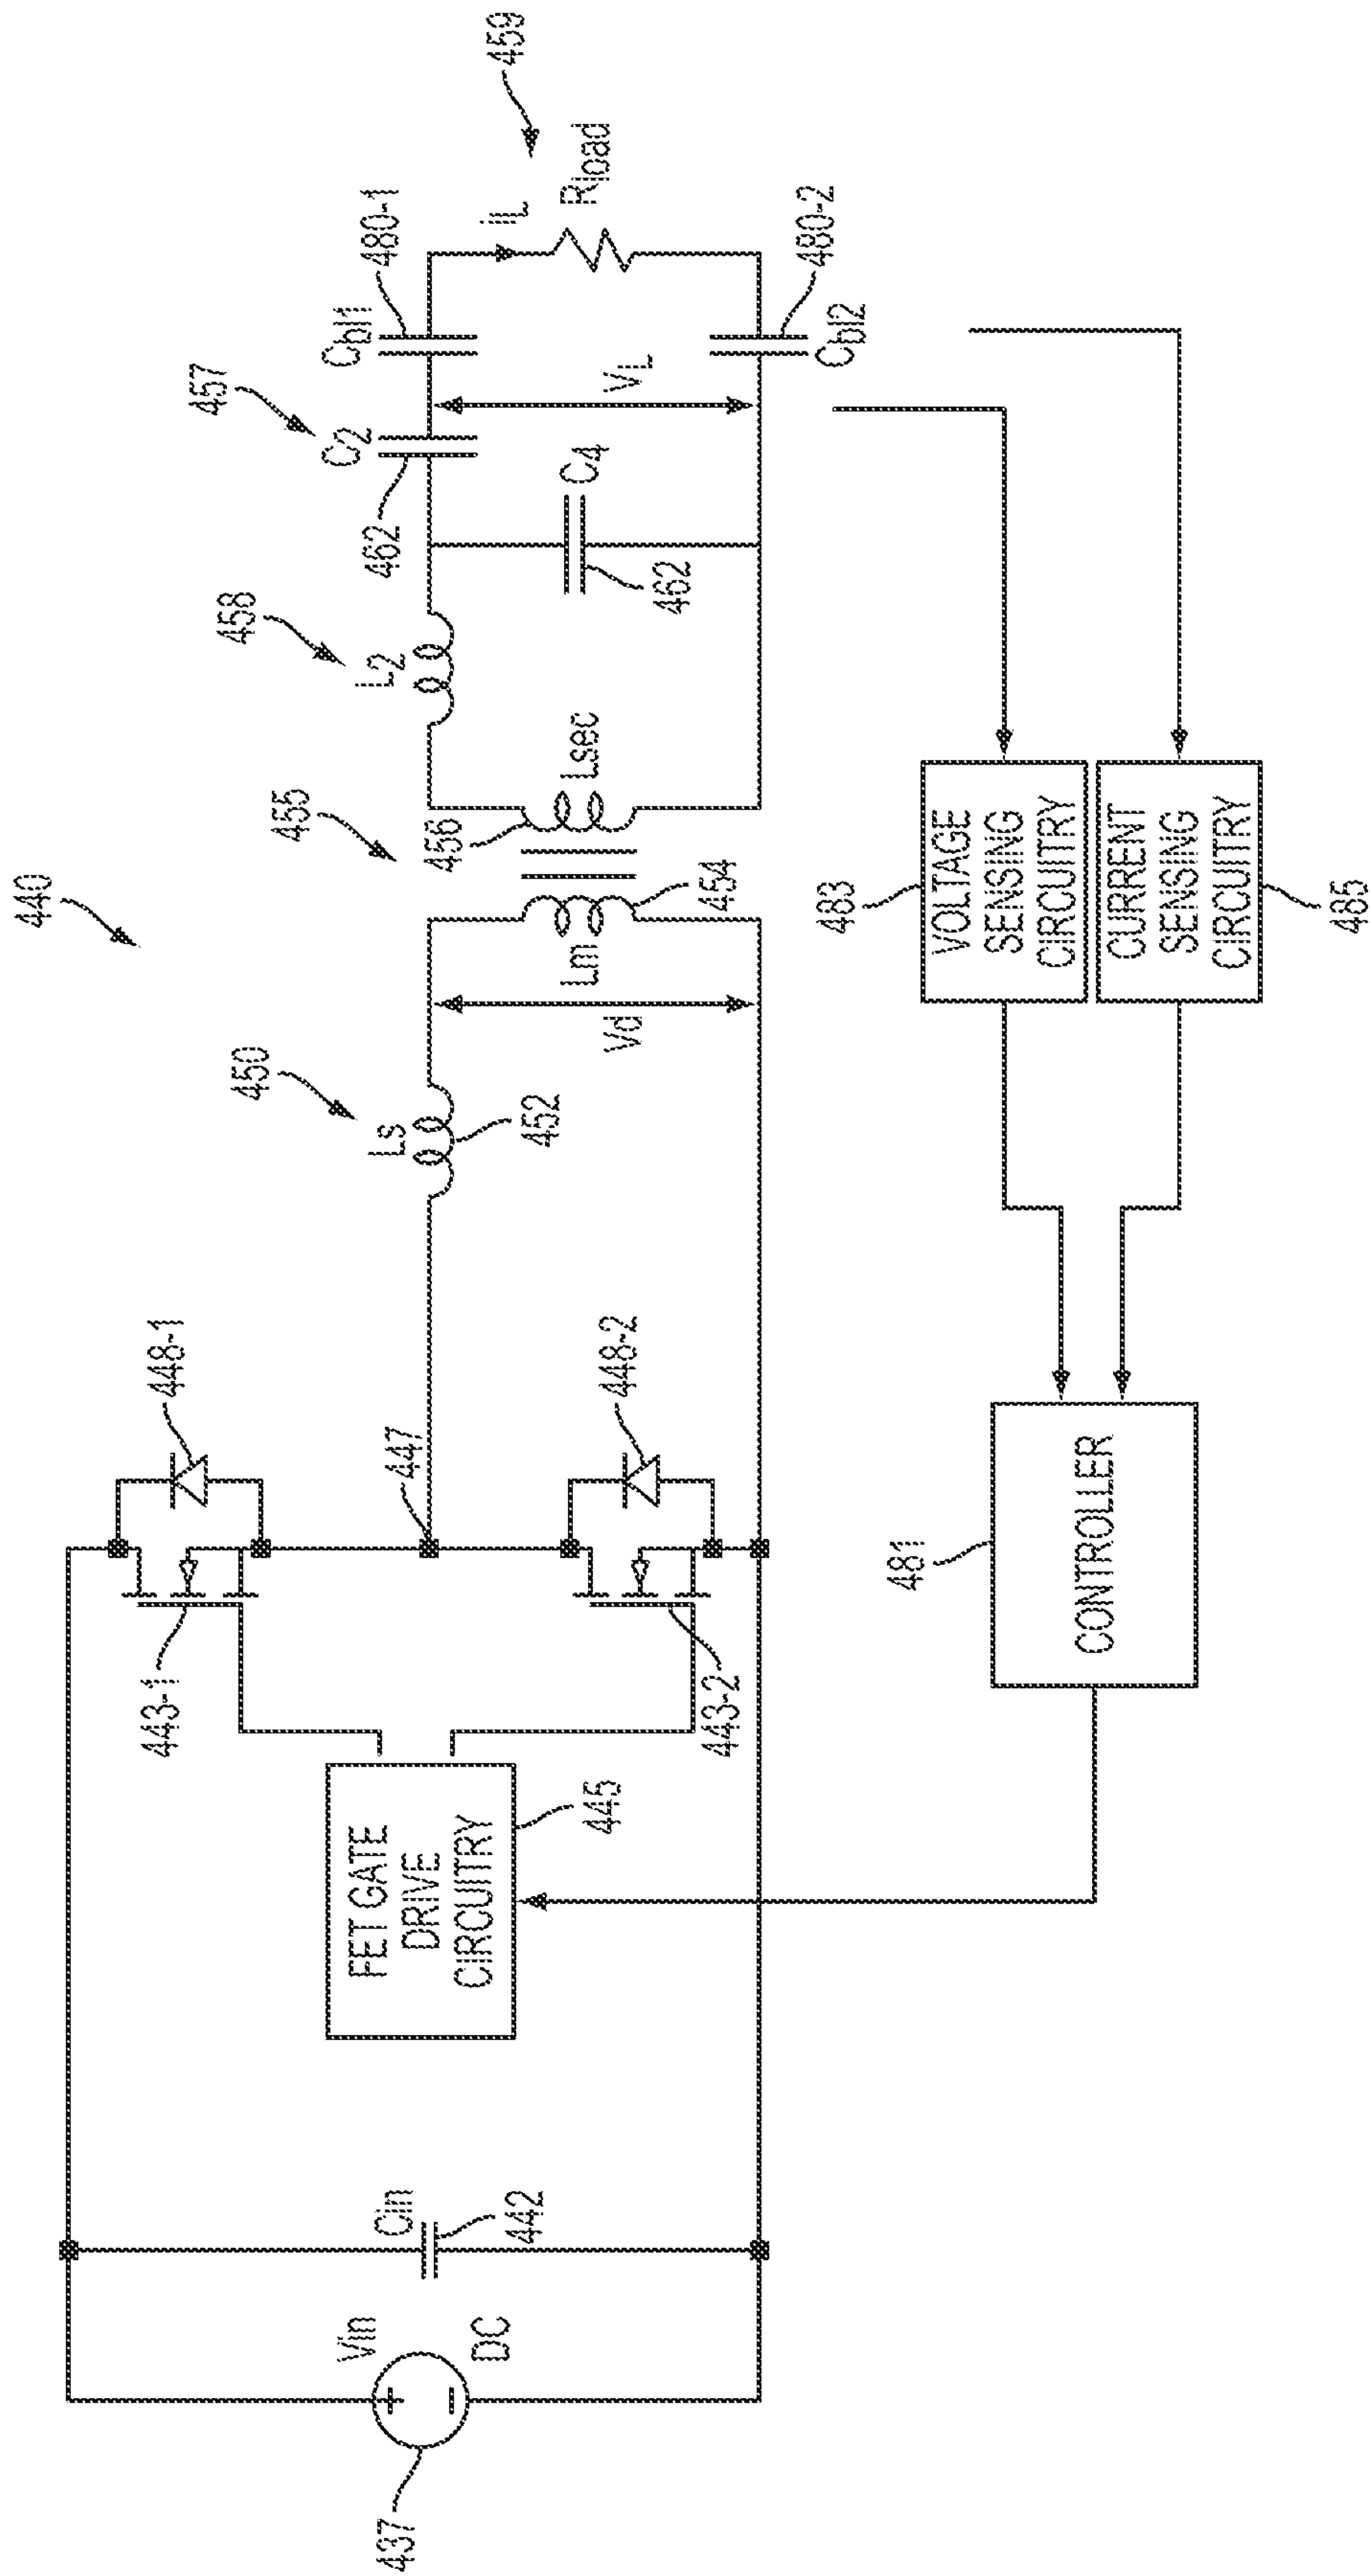 440
437
Vin
DC
Cin
442
443-1
448-1
FET GATE
DRIVE
CIRCUITRY
445
447
443-2
448-2
450
Ls
452
Vd
455
Lm
454
456
Lsec
458
L2
457
C2
462
C4
462
VL
Cbl1
480-1
iL
Rload
459
480-2
Cbl2
481
CONTROLLER
483
VOLTAGE
SENSING
CIRCUITRY
CURRENT
SENSING
CIRCUITRY
485